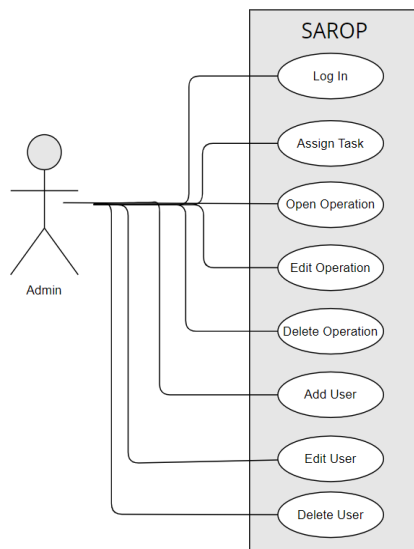 SAROP
Log In
Assign Task
Open Operation
Edit Operation
Admin
Delete Operation
Add User
Edit User
Delete User